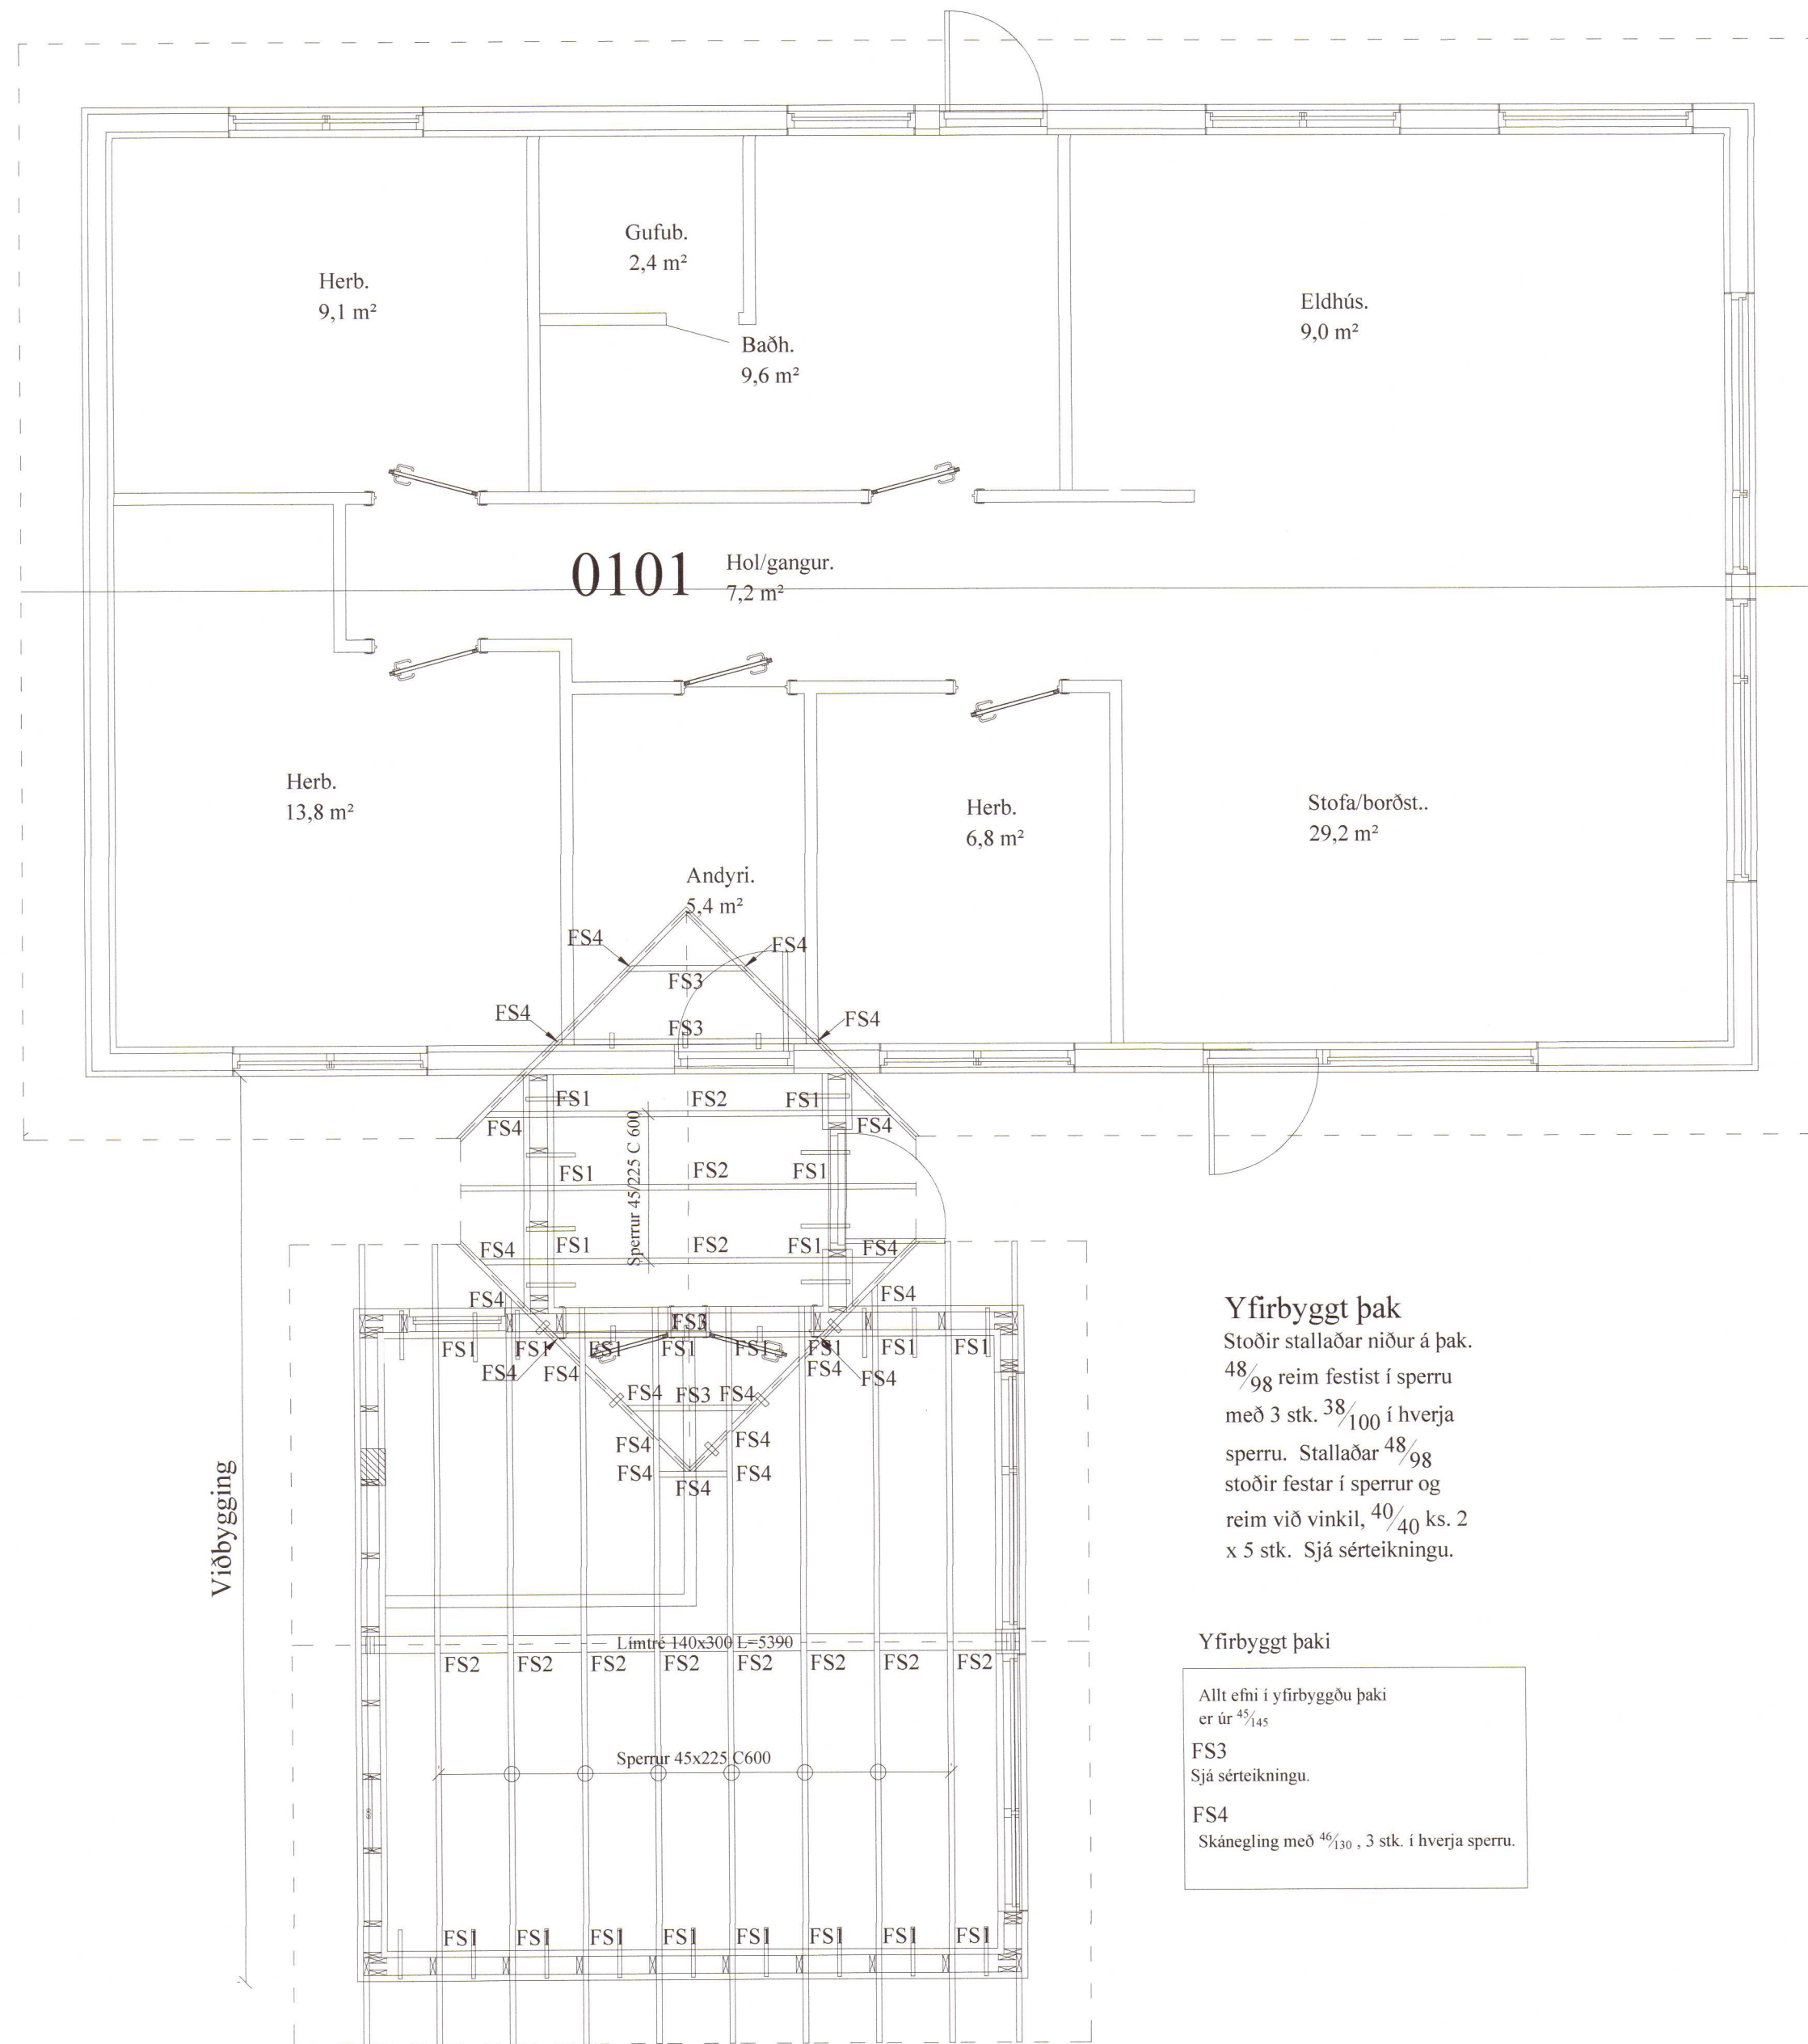 Gufub.
2,4 m²
Herb.
9,1 m²
Eldhús.
9,0 m²
Baðh.
9,6 m²
0101
Hol/gangur.
7,2 m²
Herb.
13,8 m²
Herb.
6,8 m²
Stofa/borðst..
29,2 m²
Andyri.
5,4 m²
FS4 FS4
FS3
FS4 FS3 FS4
FS1 FS2 FS1
FS4 FS4
Sperrur 45/225 C 600
FS1 FS2 FS1
FS4 FS1 FS2 FS1 FS4
FS4 FS4
FS3
FS1 FS1 FS1 FS1 FS1 FS1 FS1 FS1
FS4 FS4 FS4 FS4
FS4 FS3 FS4
FS4 FS4
FS4 FS4
FS4
Viðbygging
Límtré 140x300 L=5390
FS2 FS2 FS2 FS2 FS2 FS2 FS2 FS2
Sperrur 45x225 C600
600
FS1 FS1 FS1 FS1 FS1 FS1 FS1 FS1
Yfirbyggt þak
Stoðir stallaðar niður á þak.
48/98 reim festist í sperru
með 3 stk. 38/100 í hverja
sperru. Stallaðar 48/98
stoðir festar í sperrur og
reim við vinkil, 40/40 ks. 2
x 5 stk. Sjá sérteikningu.
Yfirbyggt þaki
Allt efni í yfirbyggðu þaki
er úr 45/145
FS3
Sjá sérteikningu.
FS4
Skánegling með 46/130 , 3 stk. í hverja sperru.